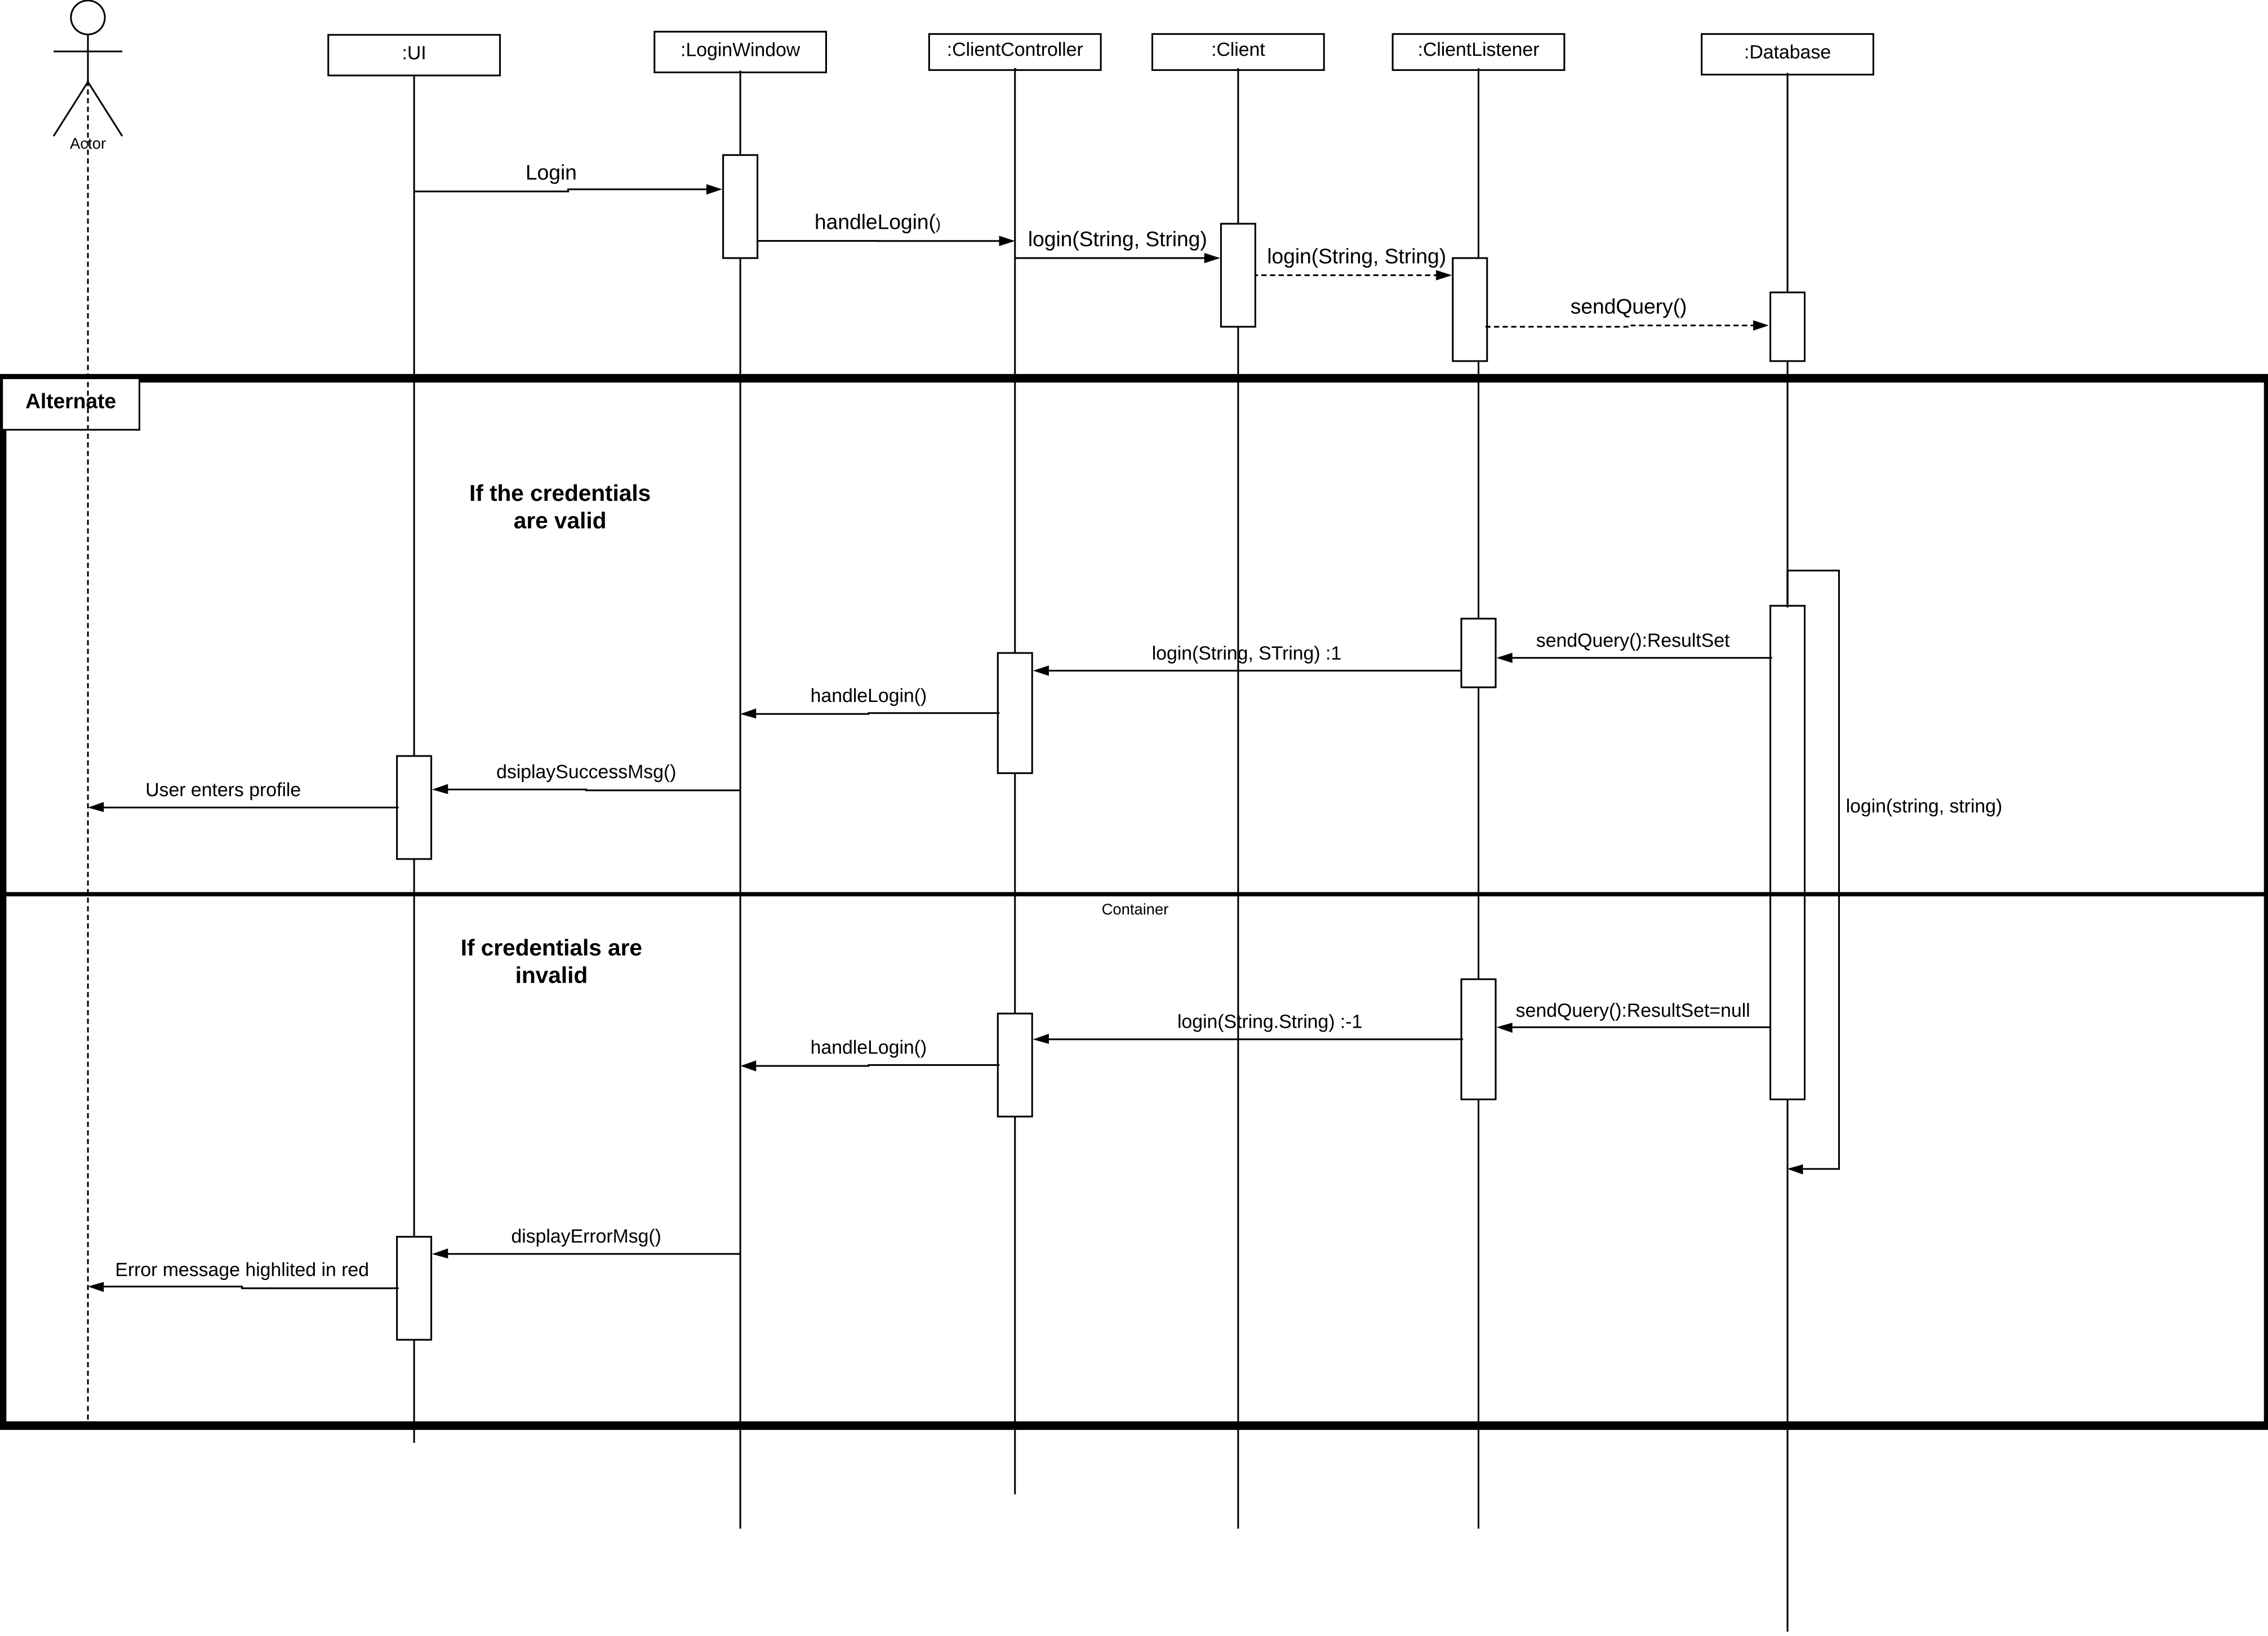 :UI
:LoginWindow
:ClientController
:Client
:ClientListener
:Database
Actor
Login
handleLogin()
login(String, String)
login(String, String)
sendQuery()
Alternate
If the credentials
are valid
sendQuery():ResultSet
login(String, STring) :1
handleLogin()
dsiplaySuccessMsg()
User enters profile
login(string, string)
Container
If credentials are
invalid
sendQuery():ResultSet=null
login(String.String) :-1
handleLogin()
displayErrorMsg()
Error message highlited in red